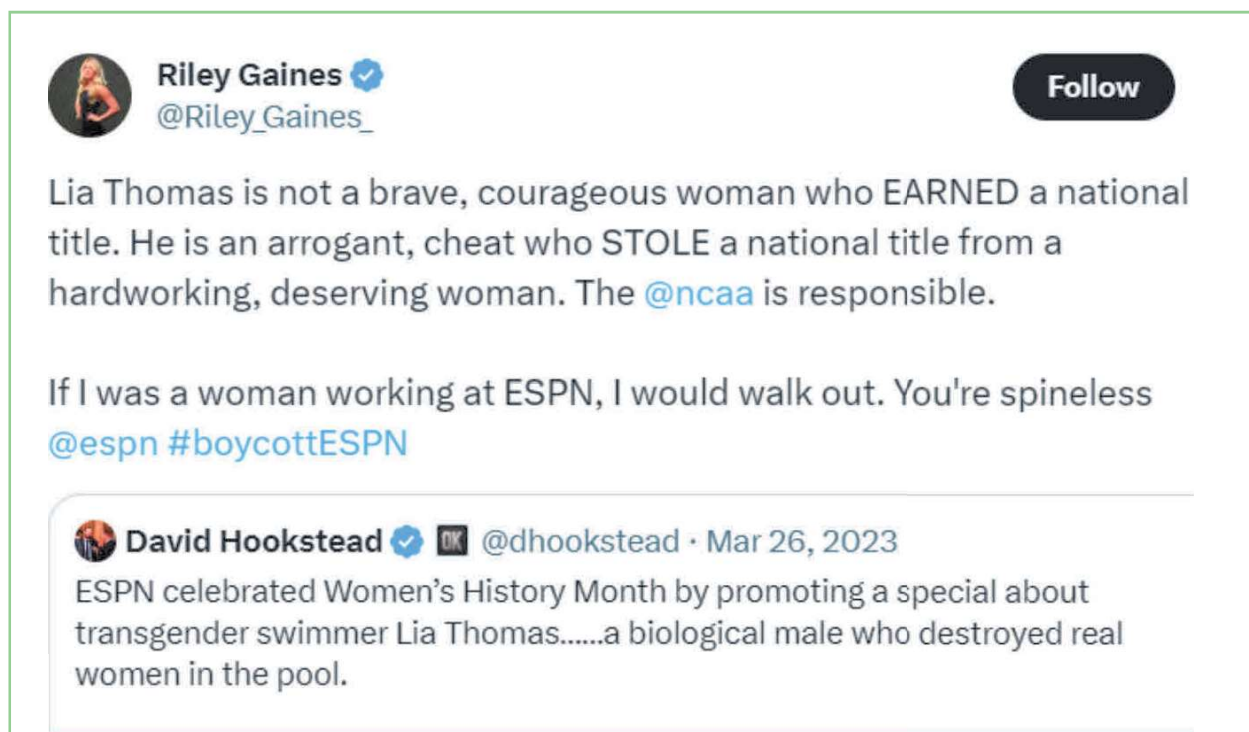 Riley Gaines
@Riley_Gaines_
Follow
Lia Thomas is not a brave, courageous woman who EARNED a national
title. He is an arrogant, cheat who STOLE a national title from a
hardworking, deserving woman. The @ncaa is responsible.
If I was a woman working at ESPN, I would walk out. You're spineless
@espn #boycottESPN
David Hookstead OK @dhookstead · Mar 26, 2023
ESPN celebrated Women’s History Month by promoting a special about
transgender swimmer Lia Thomas......a biological male who destroyed real
women in the pool.